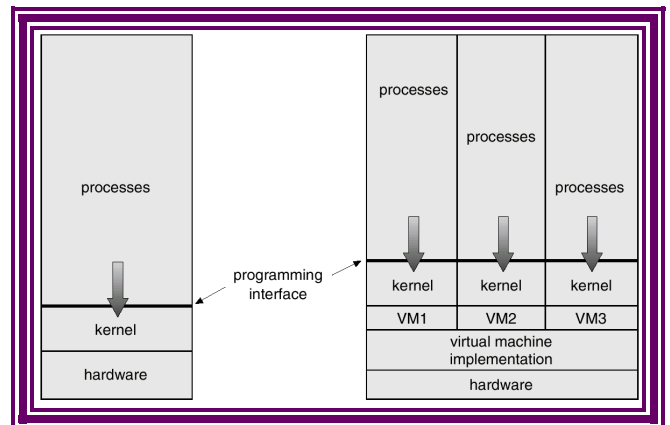 processes
kernel
hardware
programming
interface
processes
processes
processes
kernel
kernel
kernel
VM1
VM2
VM3
virtual machine
implementation
hardware